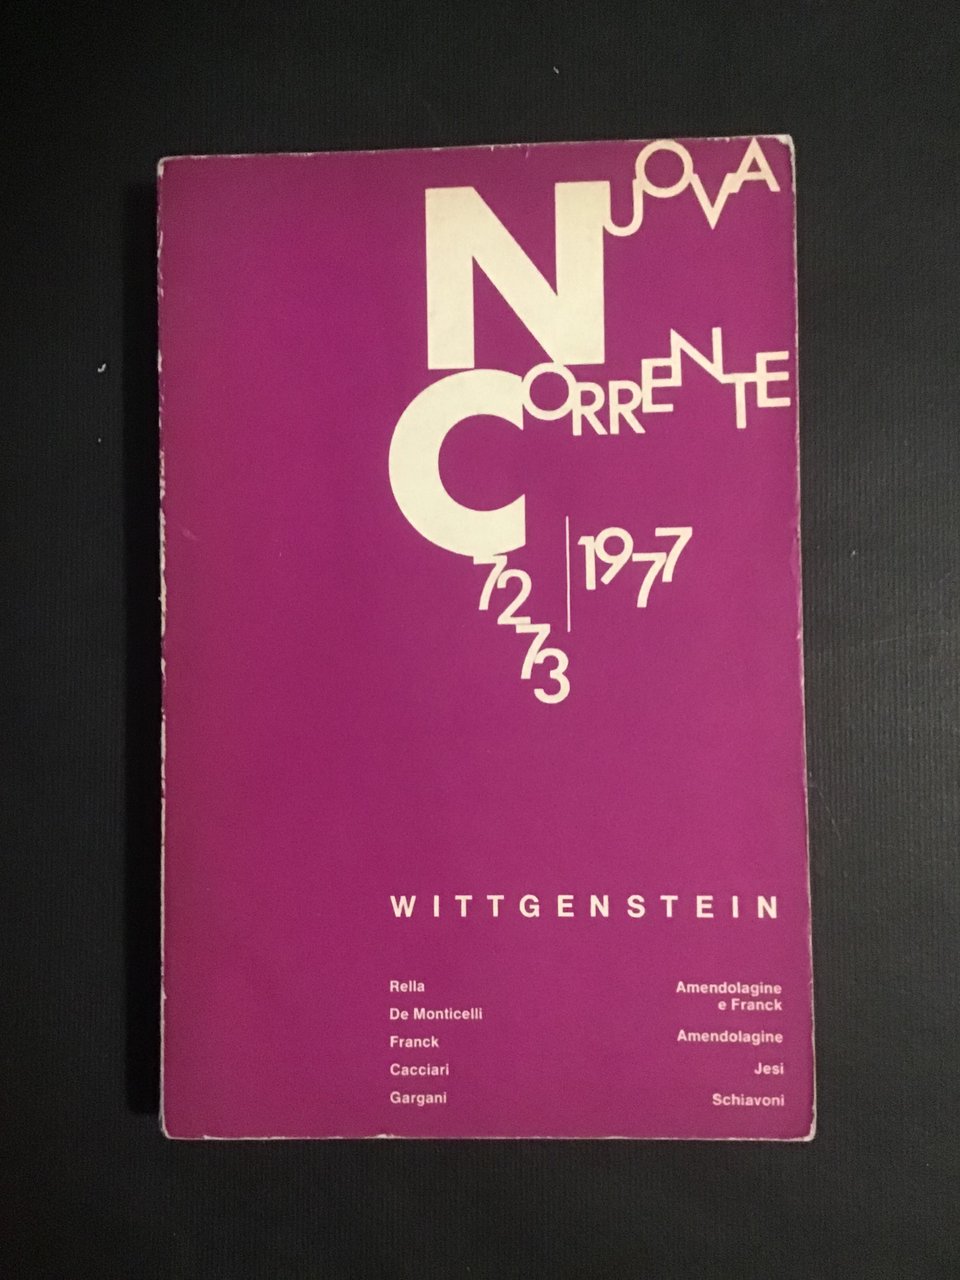 NUOVA
CORRENTE
72
73
1977
WITTGENSTEIN
Rella
De Monticelli
Franck
Cacciari
Gargani
Amendolagine
e Franck
Amendolagine
Jesi
Schiavoni